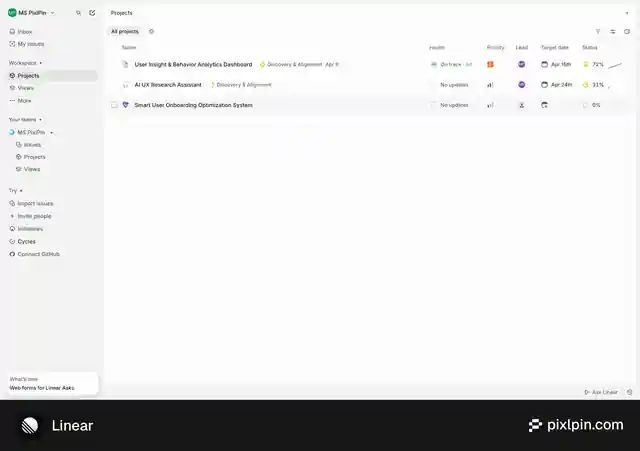 MS PixlPin
Inbox
My issues
Workspace
Projects
Views
More
Your teams
MS PixlPin
Issues
Projects
Views
Try
Import issues
Invite people
Initiatives
Cycles
Connect GitHub
What's new
Web forms for Linear Asks
Projects
All projects
Name Health Priority Lead Target date Status
User Insight & Behavior Analytics Dashboard Discovery & Alignment Apr 6 On track Apr 15th 72%
AI UX Research Assistant Discovery & Alignment No updates Apr 24th 31%
Smart User Onboarding Optimization System No updates 0%
Ask Linear
Linear
pixlpin.com